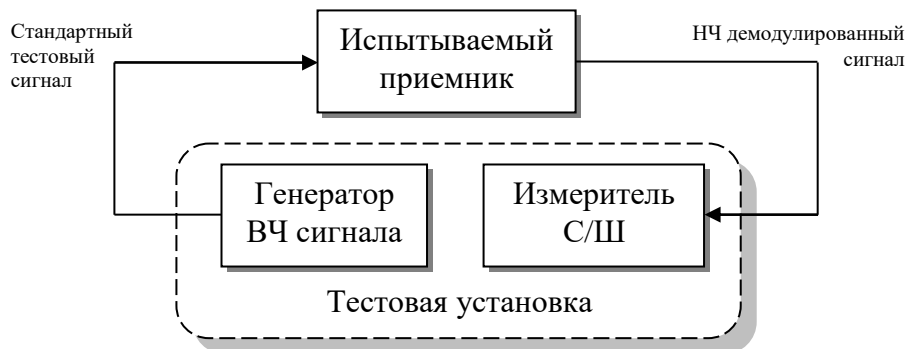 Стандартный
тестовый
сигнал
Испытываемый
приемник
НЧ демодулированный
сигнал
Генератор
ВЧ сигнала
Измеритель
С/Ш
Тестовая установка